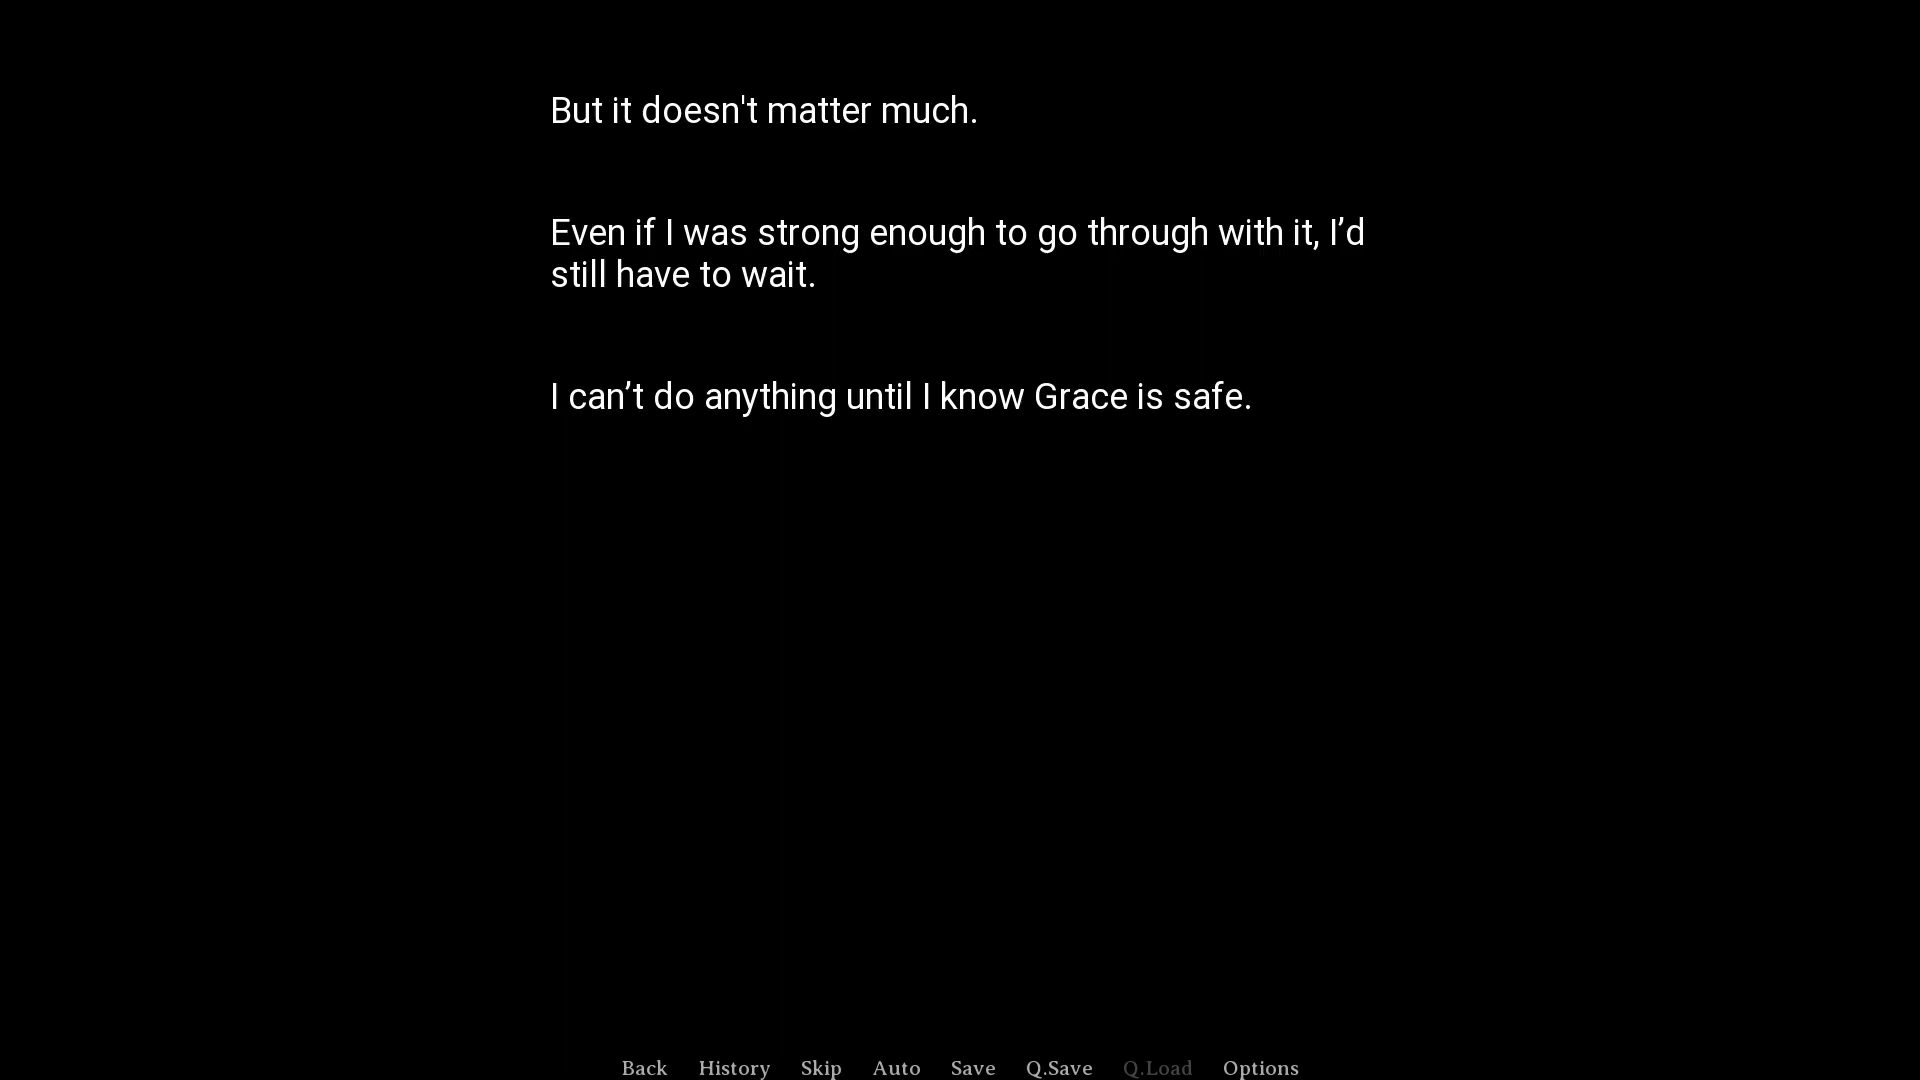 But it doesn't matter much.
Even if I was strong enough to go through with it, I’d
still have to wait.
I can’t do anything until I know Grace is safe.
Back History Skip Auto Save Q.Save Q.Load Options